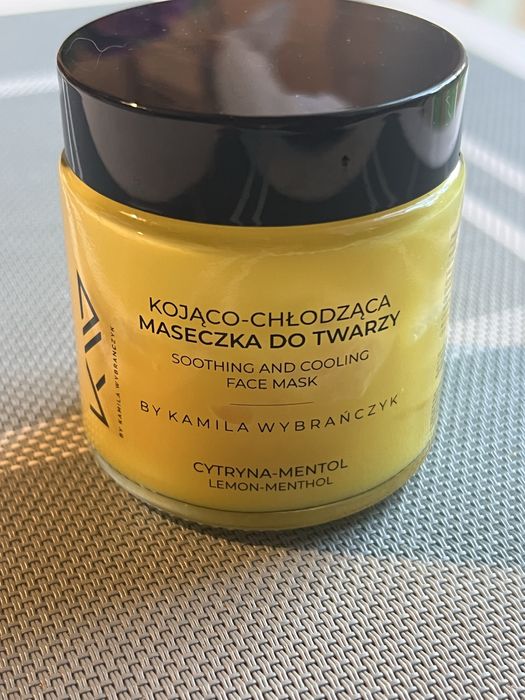 KOJĄCO-CHŁODZĄCA
MASECZKA DO TWARZY
SOOTHING AND COOLING
FACE MASK
BY KAMILA WYBRAŃCZYK
CYTRYNA-MENTOL
LEMON-MENTHOL
BY KAMILA WYBRAŃCZYK